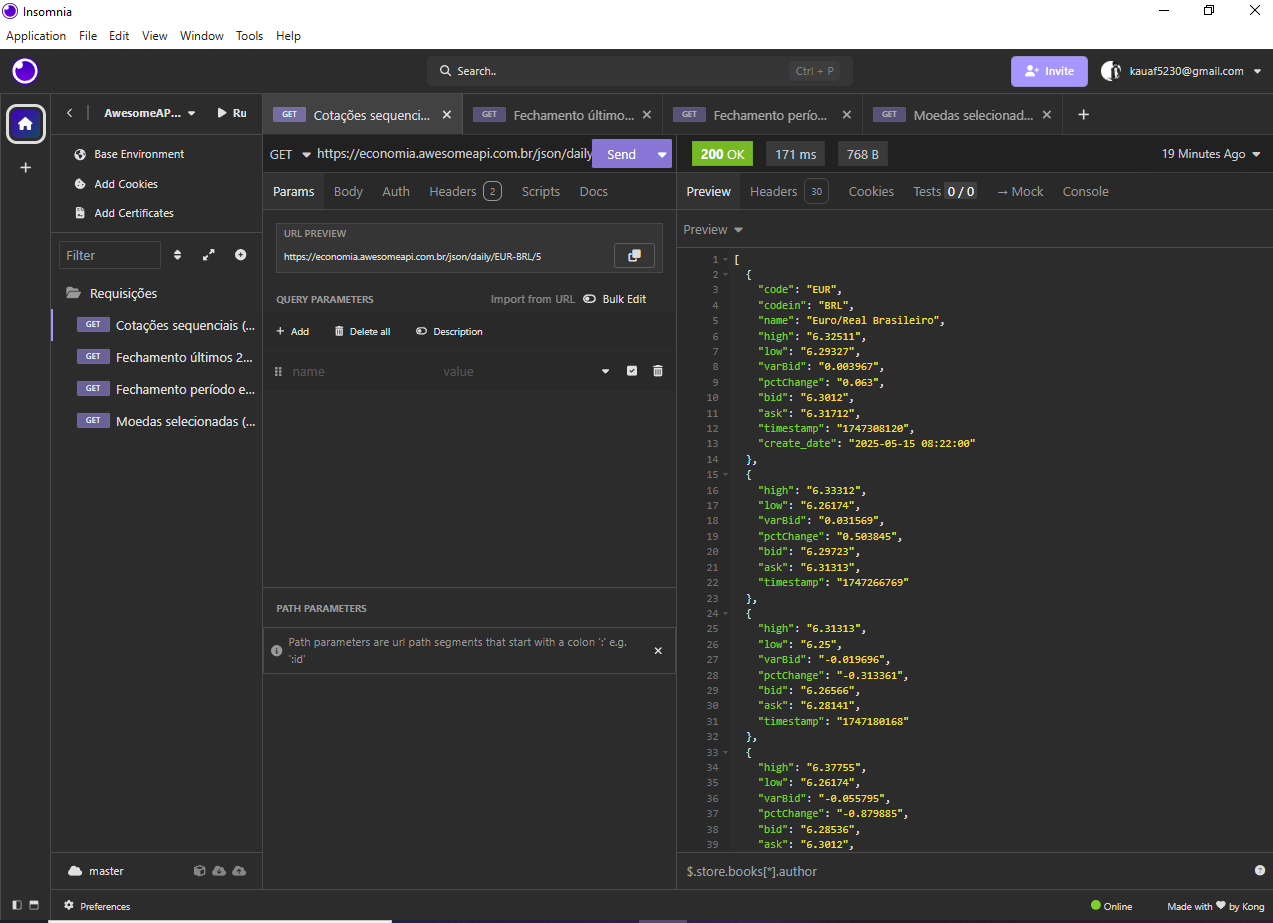 Insomnia
Application File Edit View Window Tools Help
Search.. Ctrl + P
Invite
kauaf5230@gmail.com
AwesomeAP... Ru
GET Cotações sequenci...
GET Fechamento último...
GET Fechamento perío...
GET Moedas selecionad...
Base Environment
Add Cookies
Add Certificates
Filter
Requisições
GET Cotações sequenciais (...
GET Fechamento últimos 2...
GET Fechamento período e...
GET Moedas selecionadas (...
master
GET https://economia.awesomeapi.com.br/json/daily Send
Params Body Auth Headers 2 Scripts Docs
URL PREVIEW
https://economia.awesomeapi.com.br/json/daily/EUR-BRL/5
QUERY PARAMETERS Import from URL Bulk Edit
+ Add Delete all Description
name value
PATH PARAMETERS
Path parameters are url path segments that start with a colon ':' e.g.
':id'
200 OK 171 ms 768 B 19 Minutes Ago
Preview Headers 30 Cookies Tests 0 / 0 → Mock Console
Preview
1 [
2 {
3 "code": "EUR",
4 "codein": "BRL",
5 "name": "Euro/Real Brasileiro",
6 "high": "6.32511",
7 "low": "6.29327",
8 "varBid": "0.003967",
9 "pctChange": "0.063",
10 "bid": "6.3012",
11 "ask": "6.31712",
12 "timestamp": "1747308120",
13 "create_date": "2025-05-15 08:22:00"
14 },
15 {
16 "high": "6.33312",
17 "low": "6.26174",
18 "varBid": "0.031569",
19 "pctChange": "0.503845",
20 "bid": "6.29723",
21 "ask": "6.31313",
22 "timestamp": "1747266769"
23 },
24 {
25 "high": "6.31313",
26 "low": "6.25",
27 "varBid": "-0.019696",
28 "pctChange": "-0.313361",
29 "bid": "6.26566",
30 "ask": "6.28141",
31 "timestamp": "1747180168"
32 },
33 {
34 "high": "6.37755",
35 "low": "6.26174",
36 "varBid": "-0.055795",
37 "pctChange": "-0.879885",
38 "bid": "6.28536",
39 "ask": "6.3012",
$.store.books[*].author
Preferences
Online
Made with ♥ by Kong